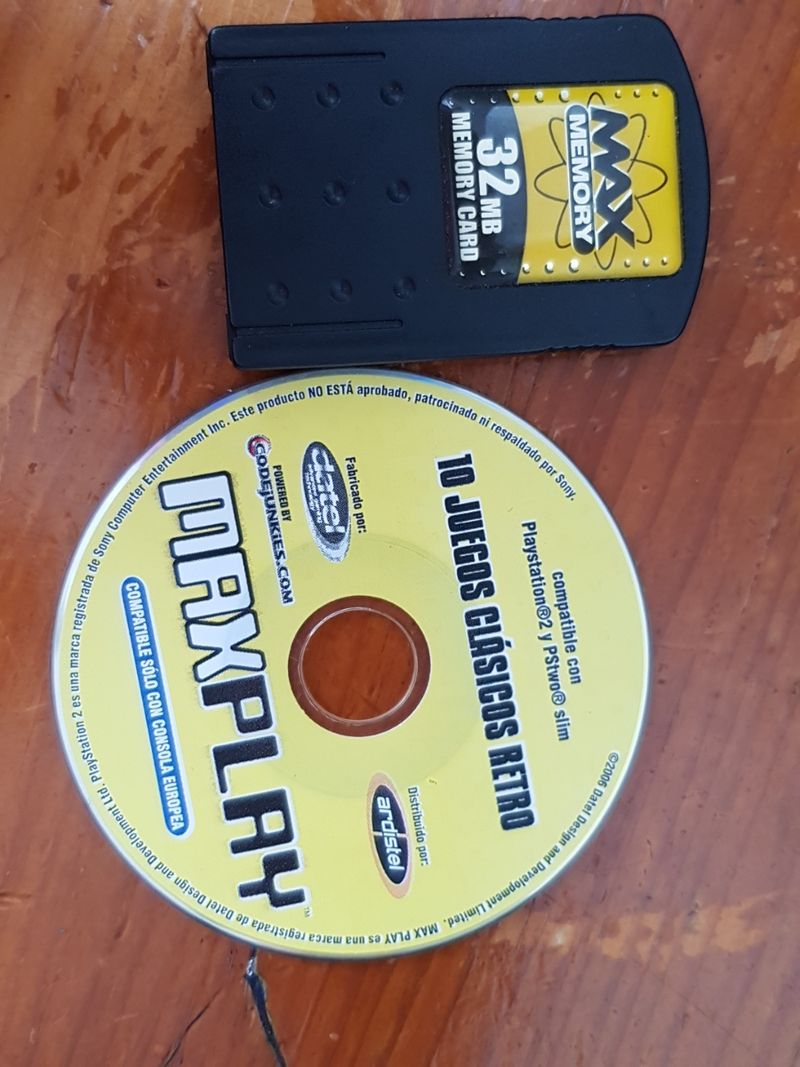 MAX
MEMORY
32 MB
MEMORY CARD
PlayStation 2 es una marca registrada de Sony Computer Entertainment Inc. Este producto NO ESTÁ aprobado, patrocinado ni respaldado por Sony.
compatible con
Playstation®2 y PStwo® slim
10 JUEGOS CLÁSICOS RETRO
Fabricado por:
datel
POWERED BY
CODEJUNKIES.COM
Distribuido por:
ardistel
MAXPLAY™
COMPATIBLE SÓLO CON CONSOLA EUROPEA
©2006 Datel Design and Development Limited. MAX PLAY es una marca registrada de Datel Design and Development Ltd.